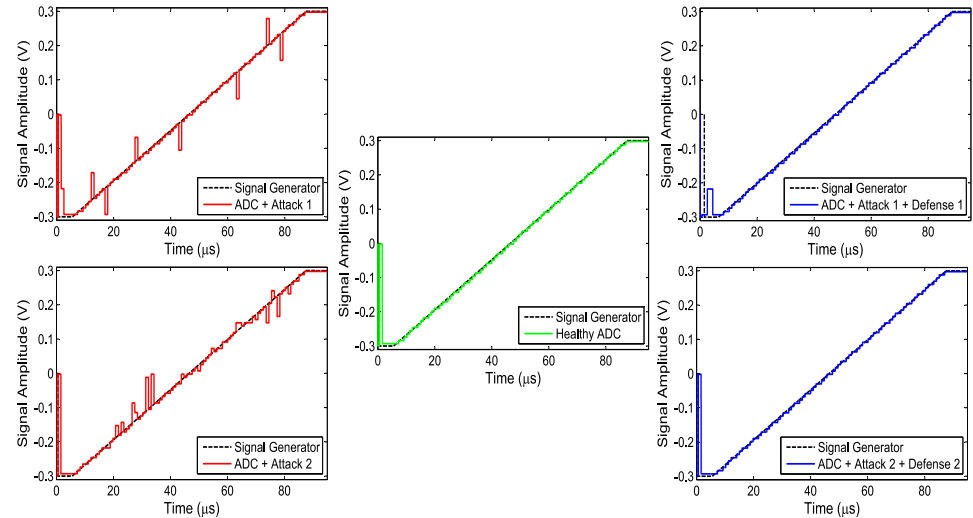 Signal Amplitude (V)
0.3
0.2
0.1
0
-0.1
-0.2
-0.3
0 20 40 60 80
Time (μs)
Signal Generator
ADC + Attack 1
Signal Amplitude (V)
0.3
0.2
0.1
0
-0.1
-0.2
-0.3
0 20 40 60 80
Time (μs)
Signal Generator
ADC + Attack 2
Signal Amplitude (V)
0.3
0.2
0.1
0
-0.1
-0.2
-0.3
0 20 40 60 80
Time (μs)
Signal Generator
Healthy ADC
Signal Amplitude (V)
0.3
0.2
0.1
0
-0.1
-0.2
-0.3
0 20 40 60 80
Time (μs)
Signal Generator
ADC + Attack 1 + Defense 1
Signal Amplitude (V)
0.3
0.2
0.1
0
-0.1
-0.2
-0.3
0 20 40 60 80
Time (μs)
Signal Generator
ADC + Attack 2 + Defense 2